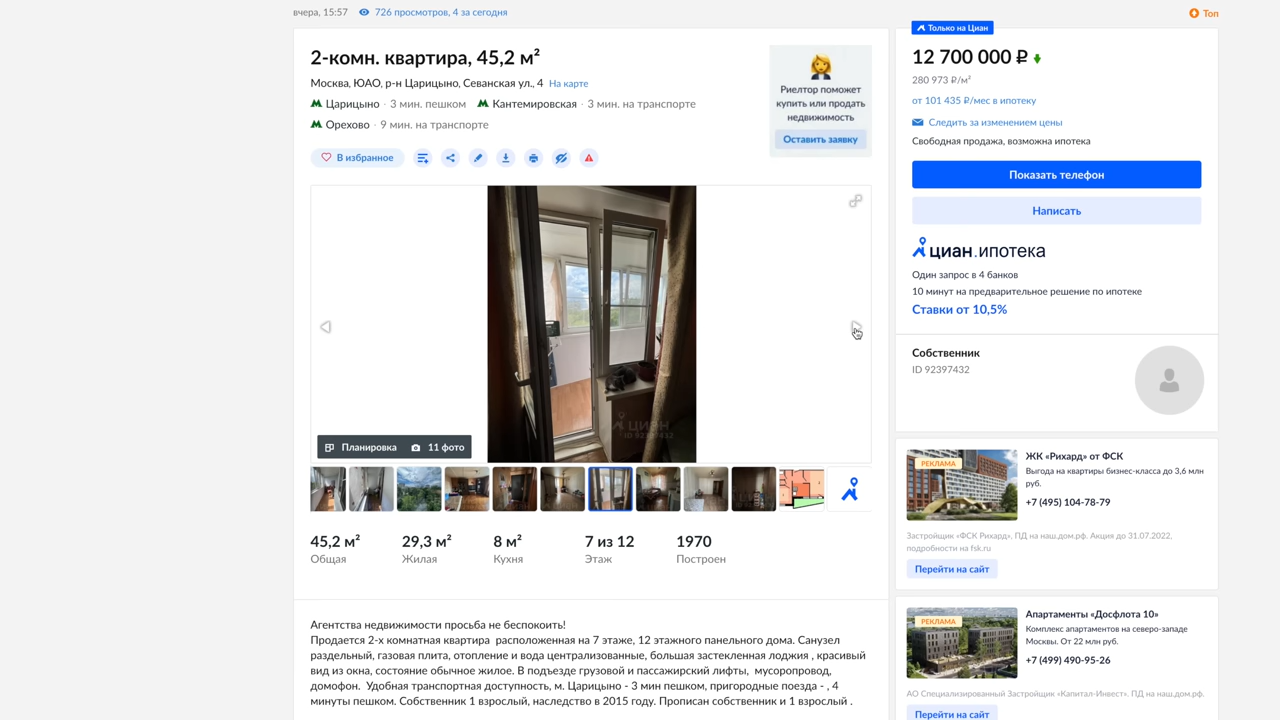 вчера, 15:57 726 просмотров, 4 за сегодня
Топ
2-комн. квартира, 45,2 м²
Москва, ЮАО, р-н Царицыно, Севанская ул., 4 На карте
Царицыно · 3 мин. пешком Кантемировская · 3 мин. на транспорте
Орехово · 9 мин. на транспорте
В избранное
Риелтор поможет
купить или продать
недвижимость
Оставить заявку
ЦИАН
ID 92397432
Планировка 11 фото
45,2 м² 29,3 м² 8 м² 7 из 12 1970
Общая Жилая Кухня Этаж Построен
Агентства недвижимости просьба не беспокоить!
Продается 2-х комнатная квартира расположенная на 7 этаже, 12 этажного панельного дома. Санузел
раздельный, газовая плита, отопление и вода централизованные, большая застекленная лоджия , красивый
вид из окна, состояние обычное жилое. В подъезде грузовой и пассажирский лифты, мусоропровод,
домофон. Удобная транспортная доступность, м. Царицыно - 3 мин пешком, пригородные поезда - , 4
минуты пешком. Собственник 1 взрослый, наследство в 2015 году. Прописан собственник и 1 взрослый .
Только на Циан
12 700 000 ₽
280 973 ₽/м²
от 101 435 ₽/мес в ипотеку
Следить за изменением цены
Свободная продажа, возможна ипотека
Показать телефон
Написать
циан.ипотека
Один запрос в 4 банков
10 минут на предварительное решение по ипотеке
Ставки от 10,5%
Собственник
ID 92397432
РЕКЛАМА
ЖК «Рихард» от ФСК
Выгода на квартиры бизнес-класса до 3,6 млн
руб.
+7 (495) 104-78-79
Застройщик «ФСК Рихард», ПД на наш.дом.рф. Акция до 31.07.2022,
подробности на fsk.ru
Перейти на сайт
РЕКЛАМА
Апартаменты «Досфлота 10»
Комплекс апартаментов на северо-западе
Москвы. От 22 млн руб.
+7 (499) 490-95-26
АО Специализированный Застройщик «Капитал-Инвест». ПД на наш.дом.рф.
Перейти на сайт